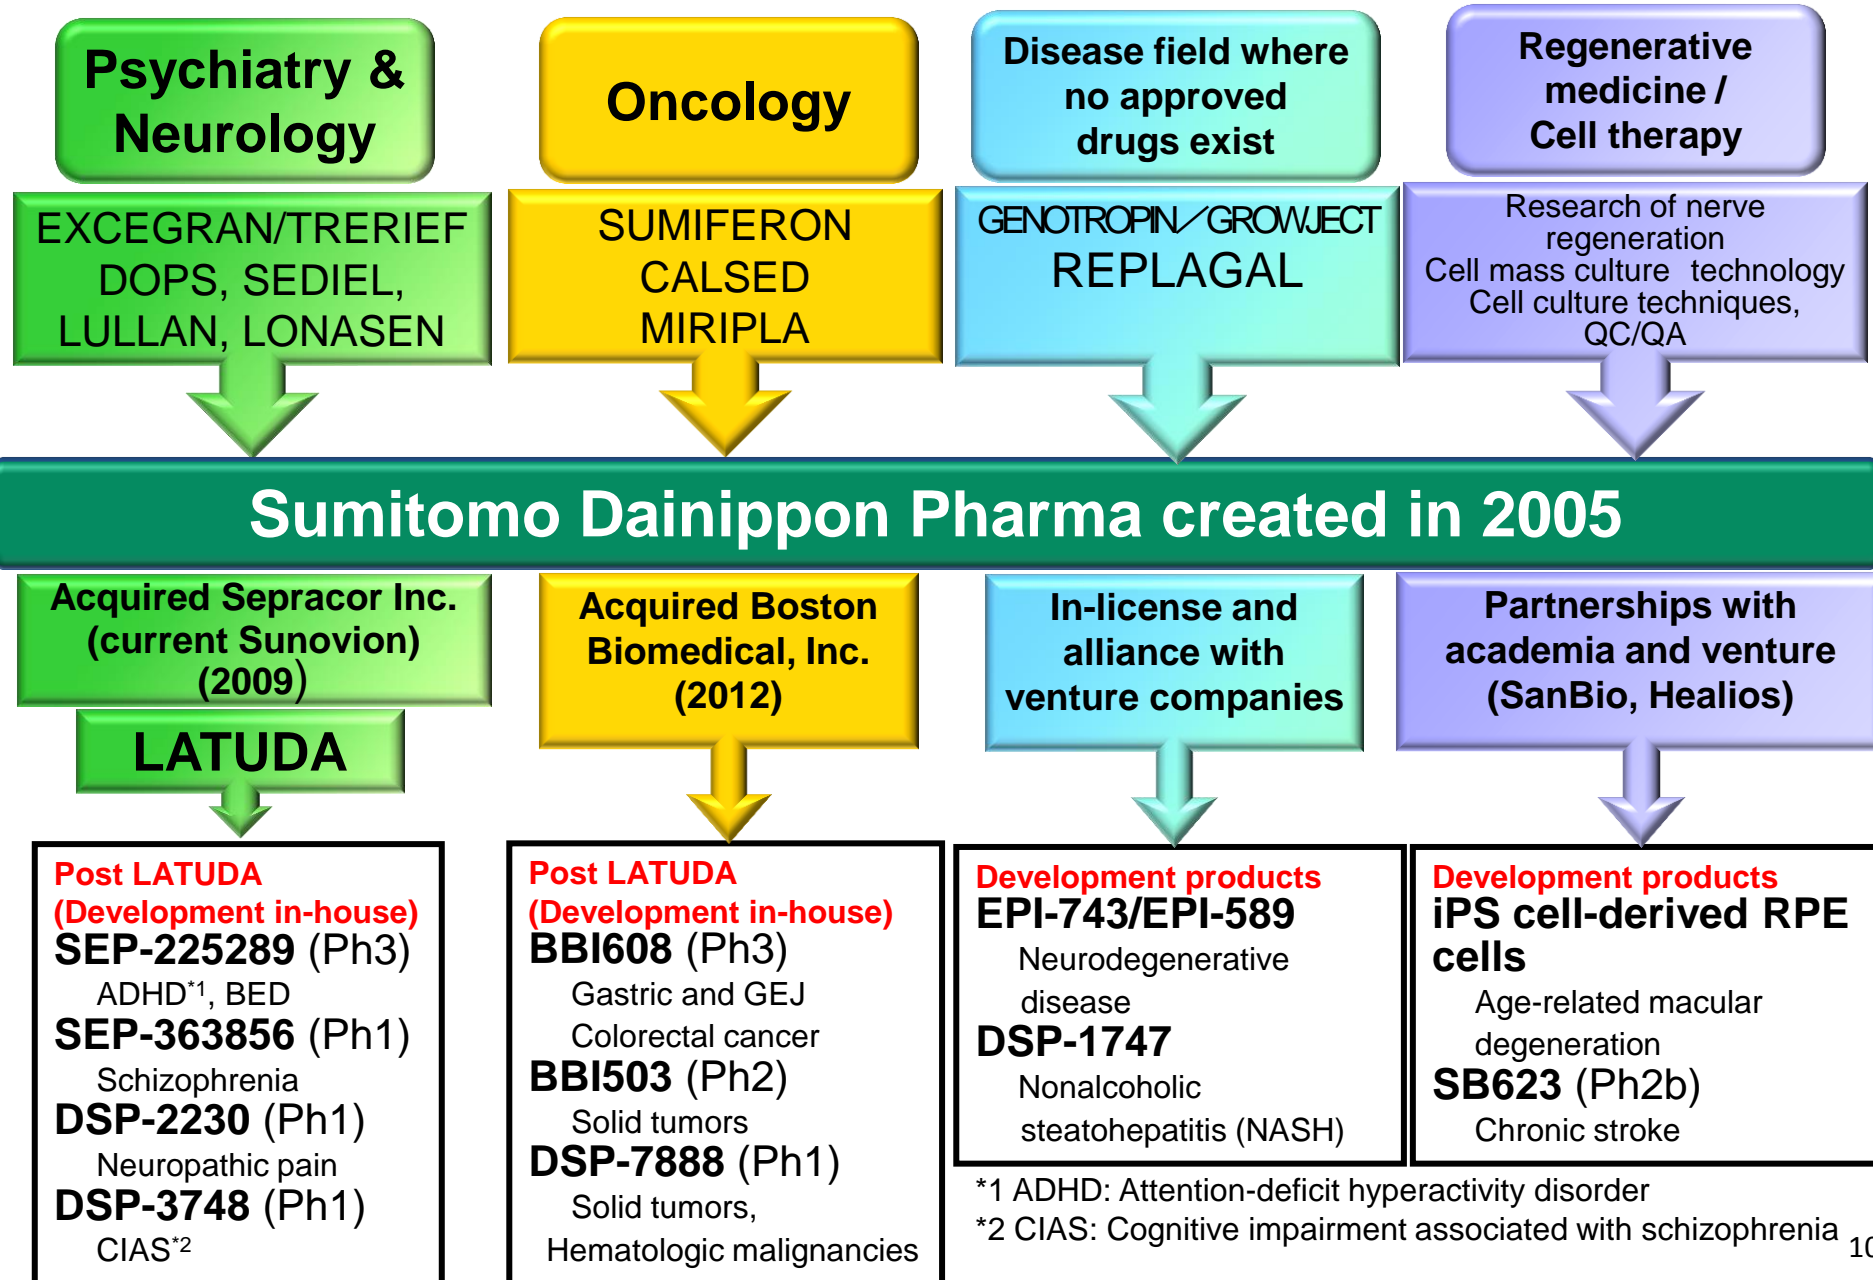 Psychiatry &
Neurology
Oncology
Disease field where
no approved
drugs exist
Regenerative
medicine /
Cell therapy
EXCEGRAN/TRERIEF
DOPS, SEDIEL,
LULLAN, LONASEN
SUMIFERON
CALSED
MIRIPLA
GENOTROPIN／GROWJECT
REPLAGAL
Research of nerve
regeneration
Cell mass culture technology
Cell culture techniques,
QC/QA
Sumitomo Dainippon Pharma created in 2005
Acquired Sepracor Inc.
(current Sunovion)
(2009)
LATUDA
Acquired Boston
Biomedical, Inc.
(2012)
In-license and
alliance with
venture companies
Partnerships with
academia and venture
(SanBio, Healios)
Post LATUDA
(Development in-house)
SEP-225289 (Ph3)
ADHD*1, BED
SEP-363856 (Ph1)
Schizophrenia
DSP-2230 (Ph1)
Neuropathic pain
DSP-3748 (Ph1)
CIAS*2
Post LATUDA
(Development in-house)
BBI608 (Ph3)
Gastric and GEJ
Colorectal cancer
BBI503 (Ph2)
Solid tumors
DSP-7888 (Ph1)
Solid tumors,
Hematologic malignancies
Development products
EPI-743/EPI-589
Neurodegenerative
disease
DSP-1747
Nonalcoholic
steatohepatitis (NASH)
Development products
iPS cell-derived RPE
cells
Age-related macular
degeneration
SB623 (Ph2b)
Chronic stroke
*1 ADHD: Attention-deficit hyperactivity disorder
*2 CIAS: Cognitive impairment associated with schizophrenia
10